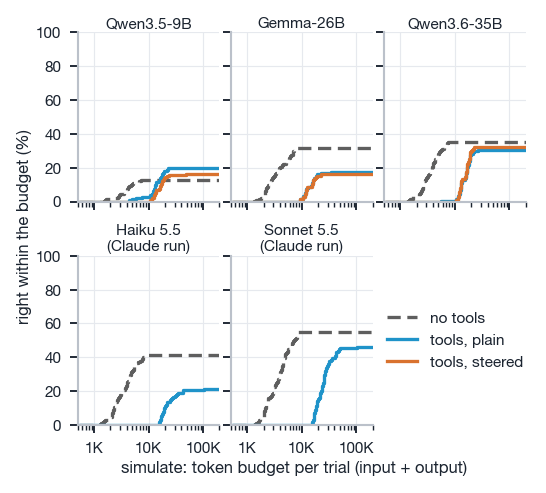 Qwen3.5-9B
Gemma-26B
Qwen3.6-35B
100
80
60
40
20
0
right within the budget (%)
Haiku 5.5
(Claude run)
Sonnet 5.5
(Claude run)
100
80
60
40
20
0
1K
10K
100K
1K
10K
100K
no tools
tools, plain
tools, steered
simulate: token budget per trial (input + output)